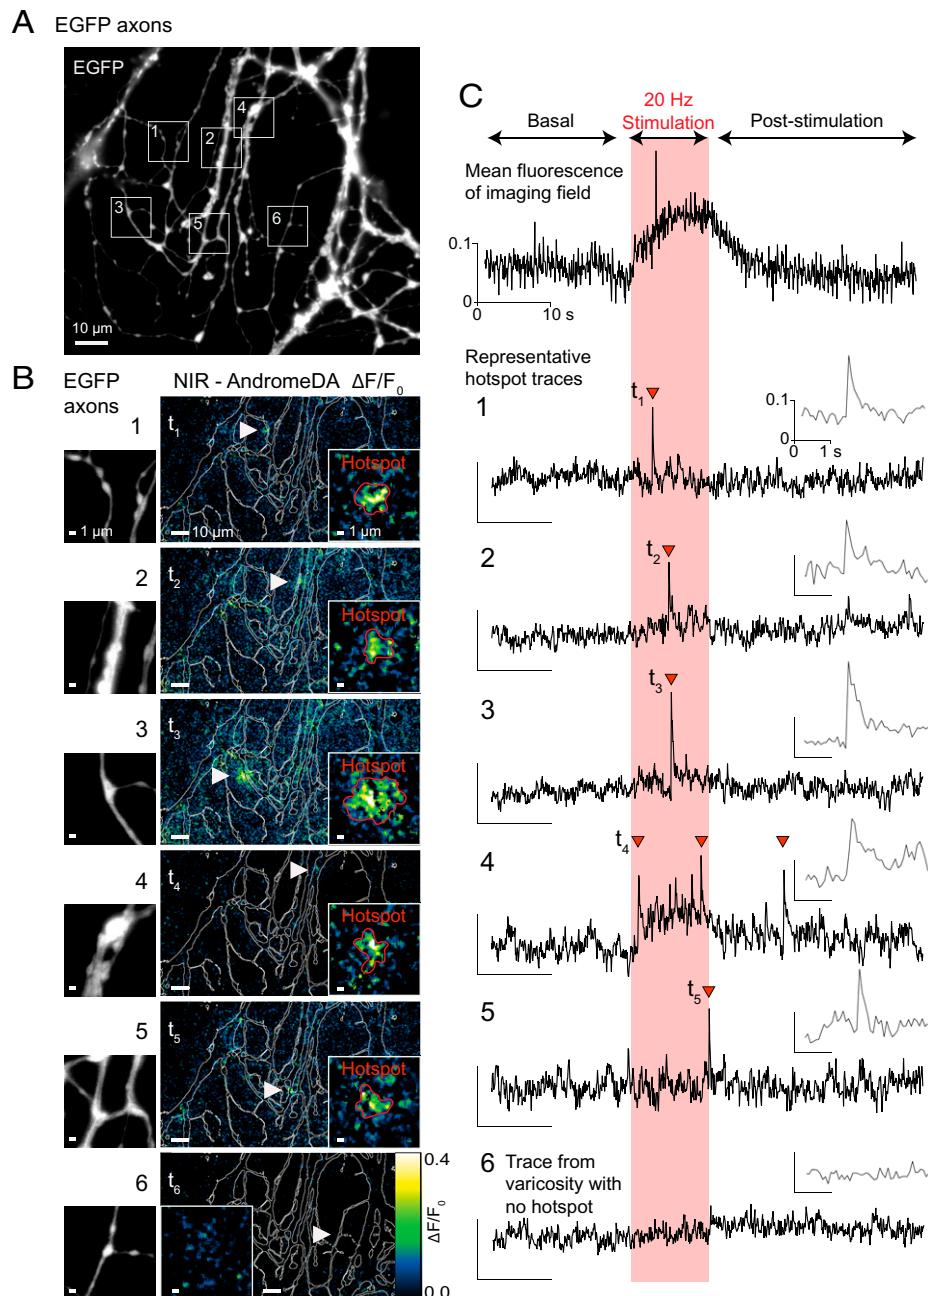 A EGFP axons
EGFP
1
2
4
3
5
6
10 µm
B
EGFP
axons
NIR - AndromeDA ΔF/F0
1
t1
Hotspot
1 µm
10 µm
1 µm
2
t2
Hotspot
3
t3
Hotspot
4
t4
Hotspot
5
t5
Hotspot
6
t6
0.4
ΔF/F0
0.0
C
20 Hz
Basal
Stimulation
Post-stimulation
Mean fluorescence
of imaging field
0.1
0
0
10 s
Representative
hotspot traces
1
t1
0.1
0
0
1 s
2
t2
3
t3
4
t4
5
t5
6
Trace from
varicosity with
no hotspot